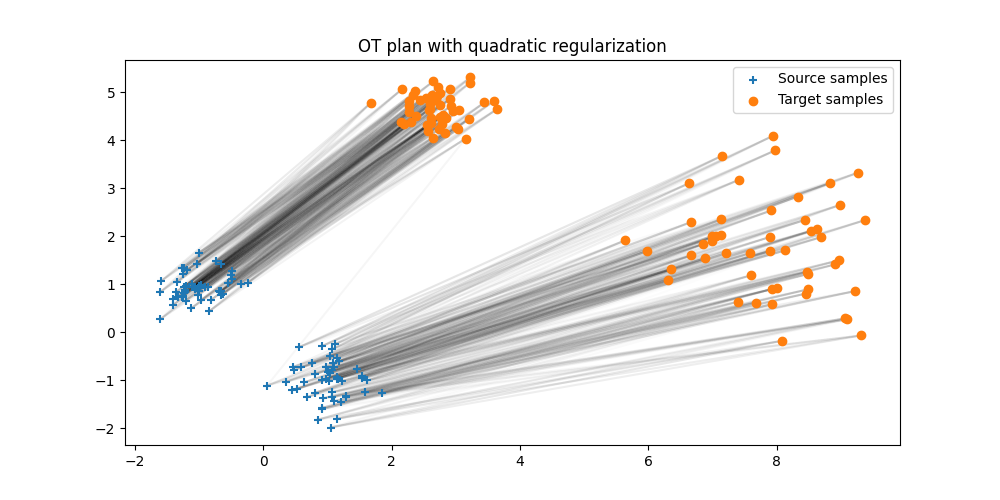 OT plan with quadratic regularization
Source samples
Target samples
5
4
3
2
1
0
−1
−2
−2 0 2 4 6 8